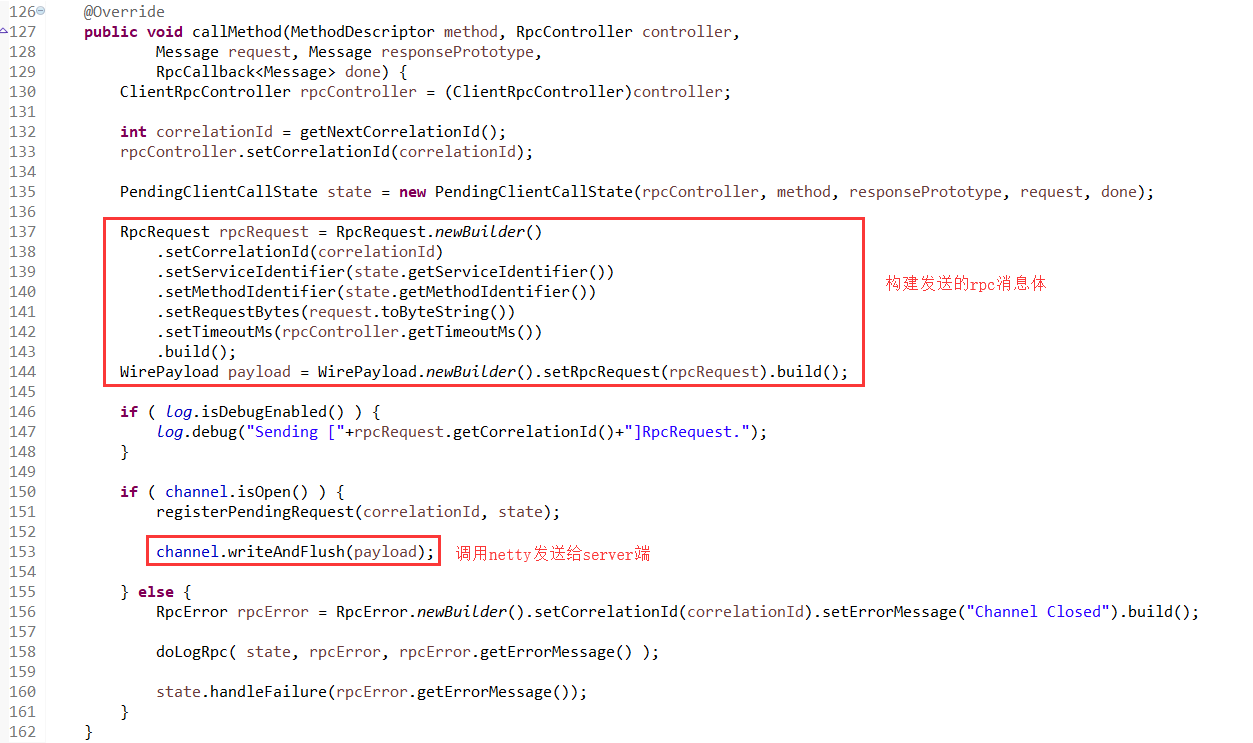 126 @Override
127 public void callMethod(MethodDescriptor method, RpcController controller,
128 Message request, Message responsePrototype,
129 RpcCallback<Message> done) {
130 ClientRpcController rpcController = (ClientRpcController)controller;
131
132 int correlationId = getNextCorrelationId();
133 rpcController.setCorrelationId(correlationId);
134
135 PendingClientCallState state = new PendingClientCallState(rpcController, method, responsePrototype, request, done);
136
137 RpcRequest rpcRequest = RpcRequest.newBuilder()
138 .setCorrelationId(correlationId)
139 .setServiceIdentifier(state.getServiceIdentifier())
140 .setMethodIdentifier(state.getMethodIdentifier())
构建发送的rpc消息体
141 .setRequestBytes(request.toByteString())
142 .setTimeoutMs(rpcController.getTimeoutMs())
143 .build();
144 WirePayload payload = WirePayload.newBuilder().setRpcRequest(rpcRequest).build();
145
146 if ( log.isDebugEnabled() ) {
147 log.debug("Sending ["+rpcRequest.getCorrelationId()+"]RpcRequest.");
148 }
149
150 if ( channel.isOpen() ) {
151 registerPendingRequest(correlationId, state);
152
153 channel.writeAndFlush(payload); 调用netty发送给server端
154
155 } else {
156 RpcError rpcError = RpcError.newBuilder().setCorrelationId(correlationId).setErrorMessage("Channel Closed").build();
157
158 doLogRpc( state, rpcError, rpcError.getErrorMessage() );
159
160 state.handleFailure(rpcError.getErrorMessage());
161 }
162 }